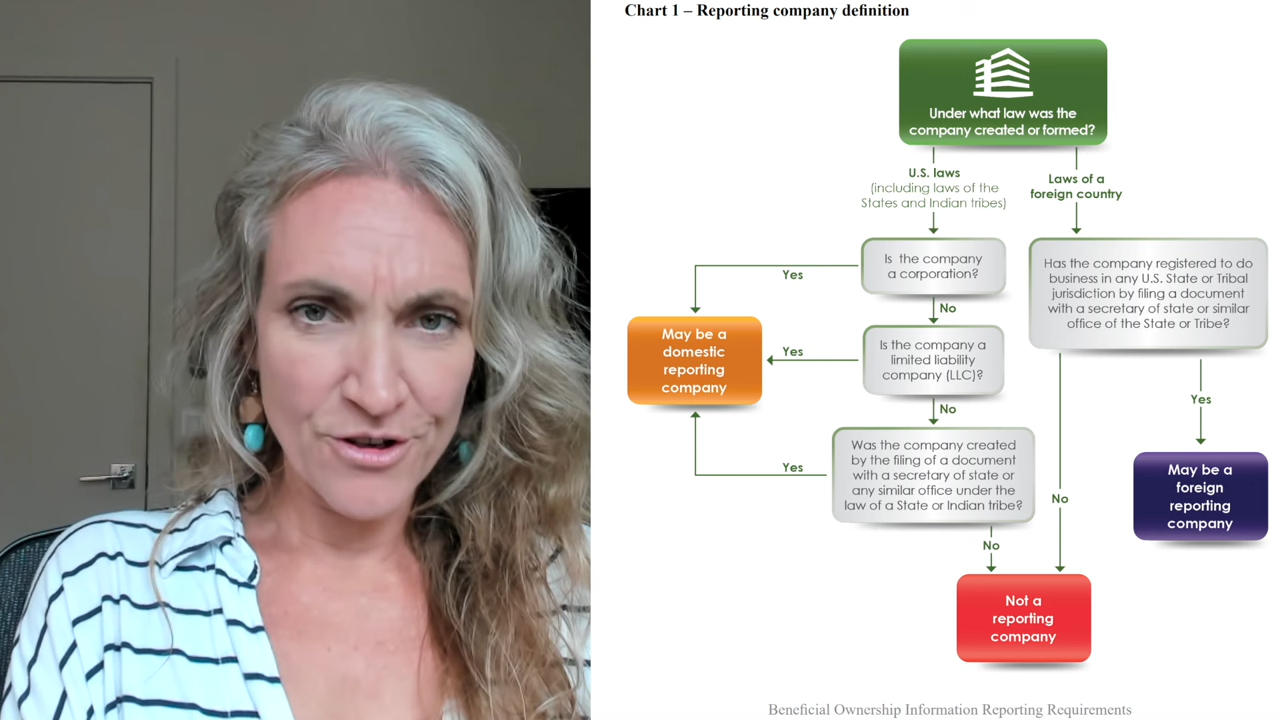 Chart 1 – Reporting company definition
Under what law was the
company created or formed?
U.S. laws
(including laws of the
States and Indian tribes)
Laws of a
foreign country
Is the company
a corporation?
Yes
No
Has the company registered to do
business in any U.S. State or Tribal
jurisdiction by filing a document
with a secretary of state or similar
office of the State or Tribe?
May be a
domestic
reporting
company
Yes
Is the company a
limited liability
company (LLC)?
No
Yes
Was the company created
by the filing of a document
with a secretary of state or
any similar office under the
law of a State or Indian tribe?
Yes
May be a
foreign
reporting
company
No
No
Not a
reporting
company
Beneficial Ownership Information Reporting Requirements